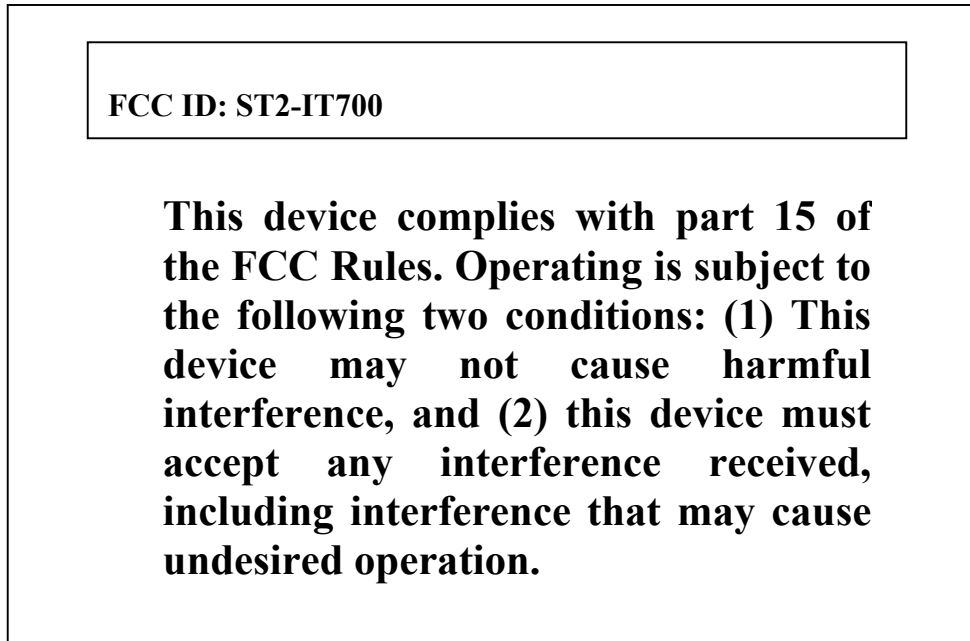 FCC ID: ST2-IT700
This device complies with part 15 of
the FCC Rules. Operating is subject to
the following two conditions: (1) This
device may not cause harmful
interference, and (2) this device must
accept any interference received,
including interference that may cause
undesired operation.